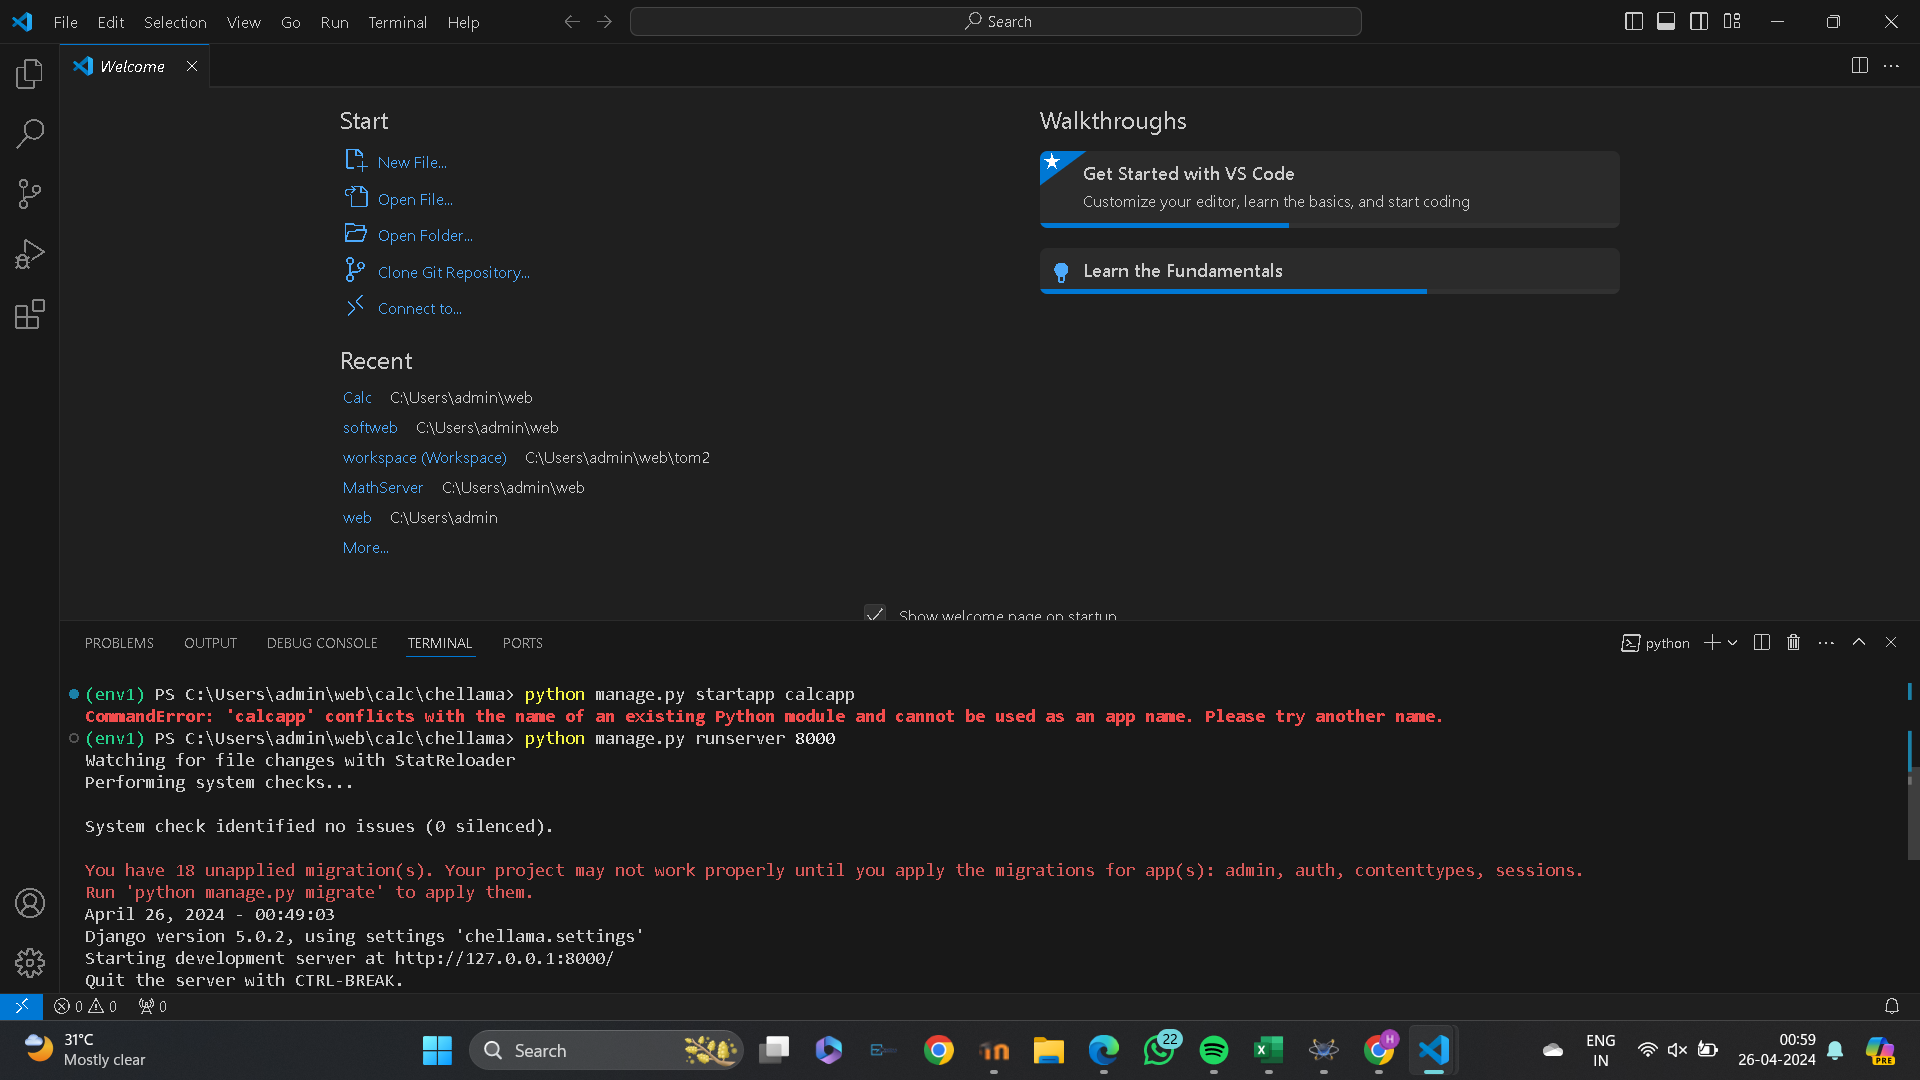 File Edit Selection View Go Run Terminal Help
Search
Welcome
Start
New File...
Open File...
Open Folder...
Clone Git Repository...
Connect to...
Recent
Calc C:\Users\admin\web
softweb C:\Users\admin\web
workspace (Workspace) C:\Users\admin\web\tom2
MathServer C:\Users\admin\web
web C:\Users\admin
More...
Walkthroughs
Get Started with VS Code
Customize your editor, learn the basics, and start coding
Learn the Fundamentals
Show welcome page on startup
PROBLEMS OUTPUT DEBUG CONSOLE TERMINAL PORTS
python
(env1) PS C:\Users\admin\web\calc\chellama> python manage.py startapp calcapp
CommandError: 'calcapp' conflicts with the name of an existing Python module and cannot be used as an app name. Please try another name.
(env1) PS C:\Users\admin\web\calc\chellama> python manage.py runserver 8000
Watching for file changes with StatReloader
Performing system checks...
System check identified no issues (0 silenced).
You have 18 unapplied migration(s). Your project may not work properly until you apply the migrations for app(s): admin, auth, contenttypes, sessions.
Run 'python manage.py migrate' to apply them.
April 26, 2024 - 00:49:03
Django version 5.0.2, using settings 'chellama.settings'
Starting development server at http://127.0.0.1:8000/
Quit the server with CTRL-BREAK.
0 0 0
31°C
Mostly clear
Search
22
H
ENG
IN
00:59
26-04-2024
PRE